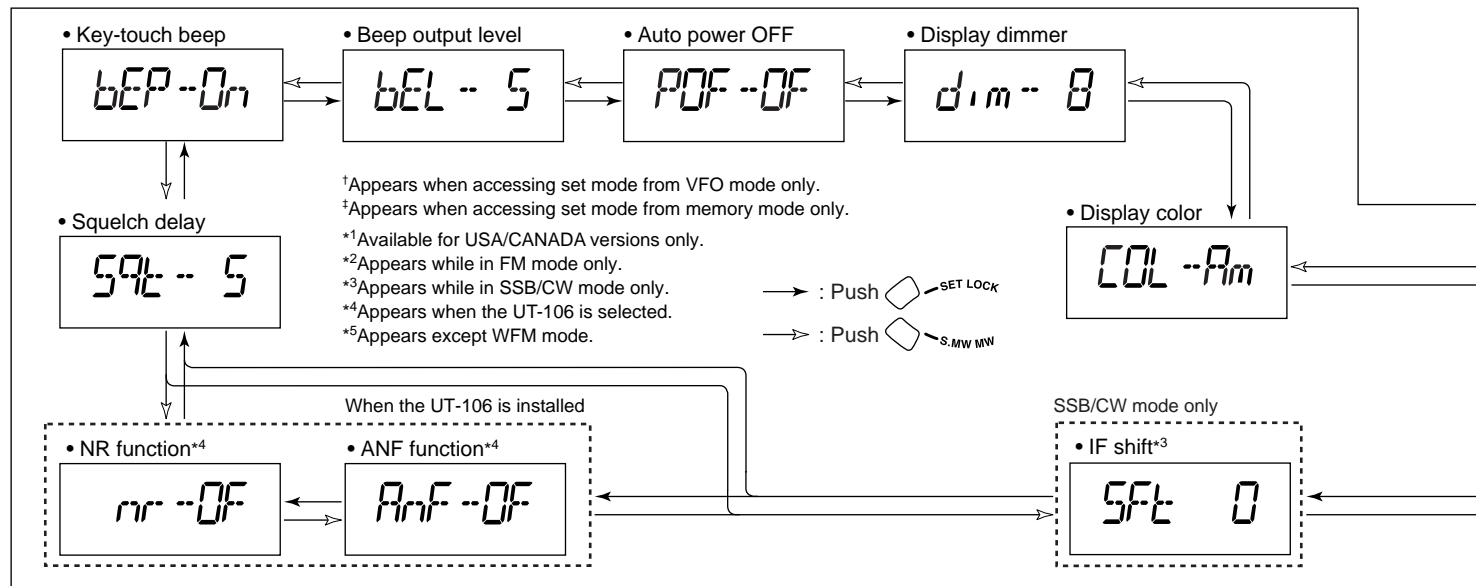 • Key-touch beep
bEP-On
• Beep output level
bEL- 5
• Auto power OFF
POF-OF
• Display dimmer
dim- 8
†Appears when accessing set mode from VFO mode only.
‡Appears when accessing set mode from memory mode only.
*1Available for USA/CANADA versions only.
*2Appears while in FM mode only.
*3Appears while in SSB/CW mode only.
*4Appears when the UT-106 is selected.
*5Appears except WFM mode.
: Push SET LOCK
: Push S.MW MW
• Squelch delay
Sqt- S
• Display color
COL-Am
When the UT-106 is installed
• NR function*4
nr-OF
• ANF function*4
AnF-OF
SSB/CW mode only
• IF shift*3
SFt 0